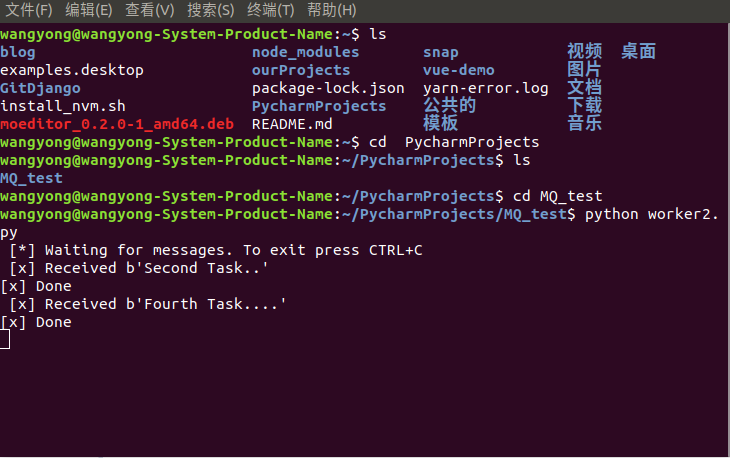 文件(F) 编辑(E) 查看(V) 搜索(S) 终端(T) 帮助(H)
wangyong@wangyong-System-Product-Name:~$ ls
blog node_modules snap 视频 桌面
examples.desktop ourProjects vue-demo 图片
GitDjango package-lock.json yarn-error.log 文档
install_nvm.sh PycharmProjects 公共的 下载
moeditor_0.2.0-1_amd64.deb README.md 模板 音乐
wangyong@wangyong-System-Product-Name:~$ cd  PycharmProjects
wangyong@wangyong-System-Product-Name:~/PycharmProjects$ ls
MQ_test
wangyong@wangyong-System-Product-Name:~/PycharmProjects$ cd MQ_test
wangyong@wangyong-System-Product-Name:~/PycharmProjects/MQ_test$ python worker2.
py
 [*] Waiting for messages. To exit press CTRL+C
 [x] Received b'Second Task..'
[x] Done
 [x] Received b'Fourth Task....'
[x] Done